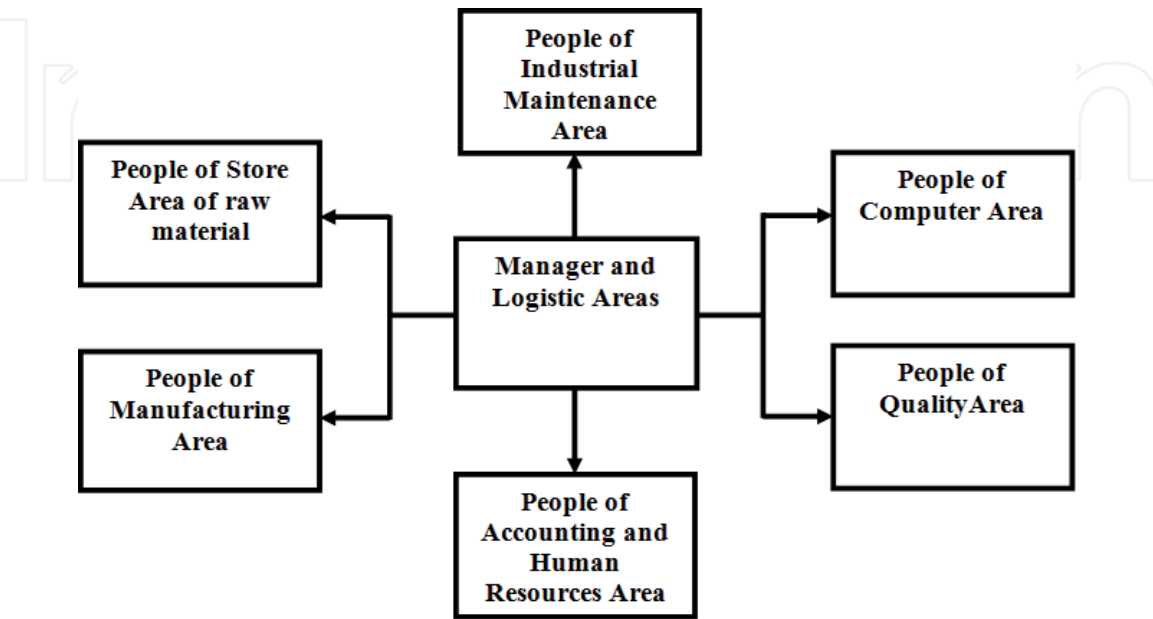 People of
Industrial
Maintenance
Area
People of Store
Area of raw
material
People of
Computer Area
Manager and
Logistic Areas
People of
Manufacturing
Area
People of
QualityArea
People of
Accounting and
Human
Resources Area